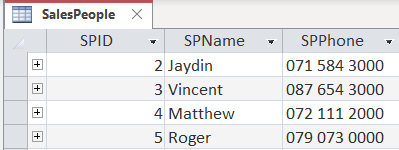 SalesPeople
SPID SPName SPPhone
2 Jaydin 071 584 3000
3 Vincent 087 654 3000
4 Matthew 072 111 2000
5 Roger 079 073 0000